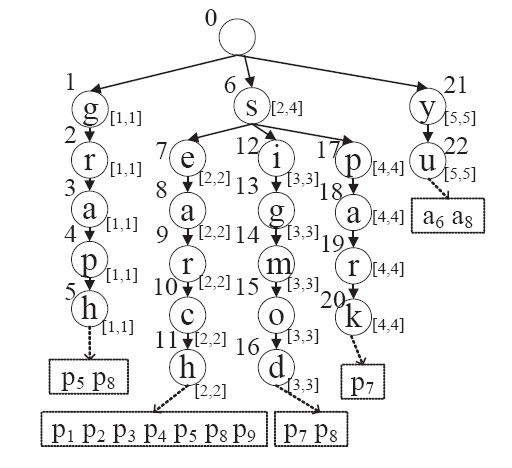 0
1 6 21
g [1,1] s [2,4] y [5,5]
2 7 12 17 22
r [1,1] e [2,2] i [3,3] p [4,4] u [5,5]
3 8 13 18
a [1,1] a [2,2] g [3,3] a [4,4] a6 a8
4 9 14 19
p [1,1] r [2,2] m [3,3] r [4,4]
5 10 15 20
h [1,1] c [2,2] o [3,3] k [4,4]
11 16
h [2,2] d [3,3]
p5 p8 p7
p1 p2 p3 p4 p5 p8 p9 p7 p8